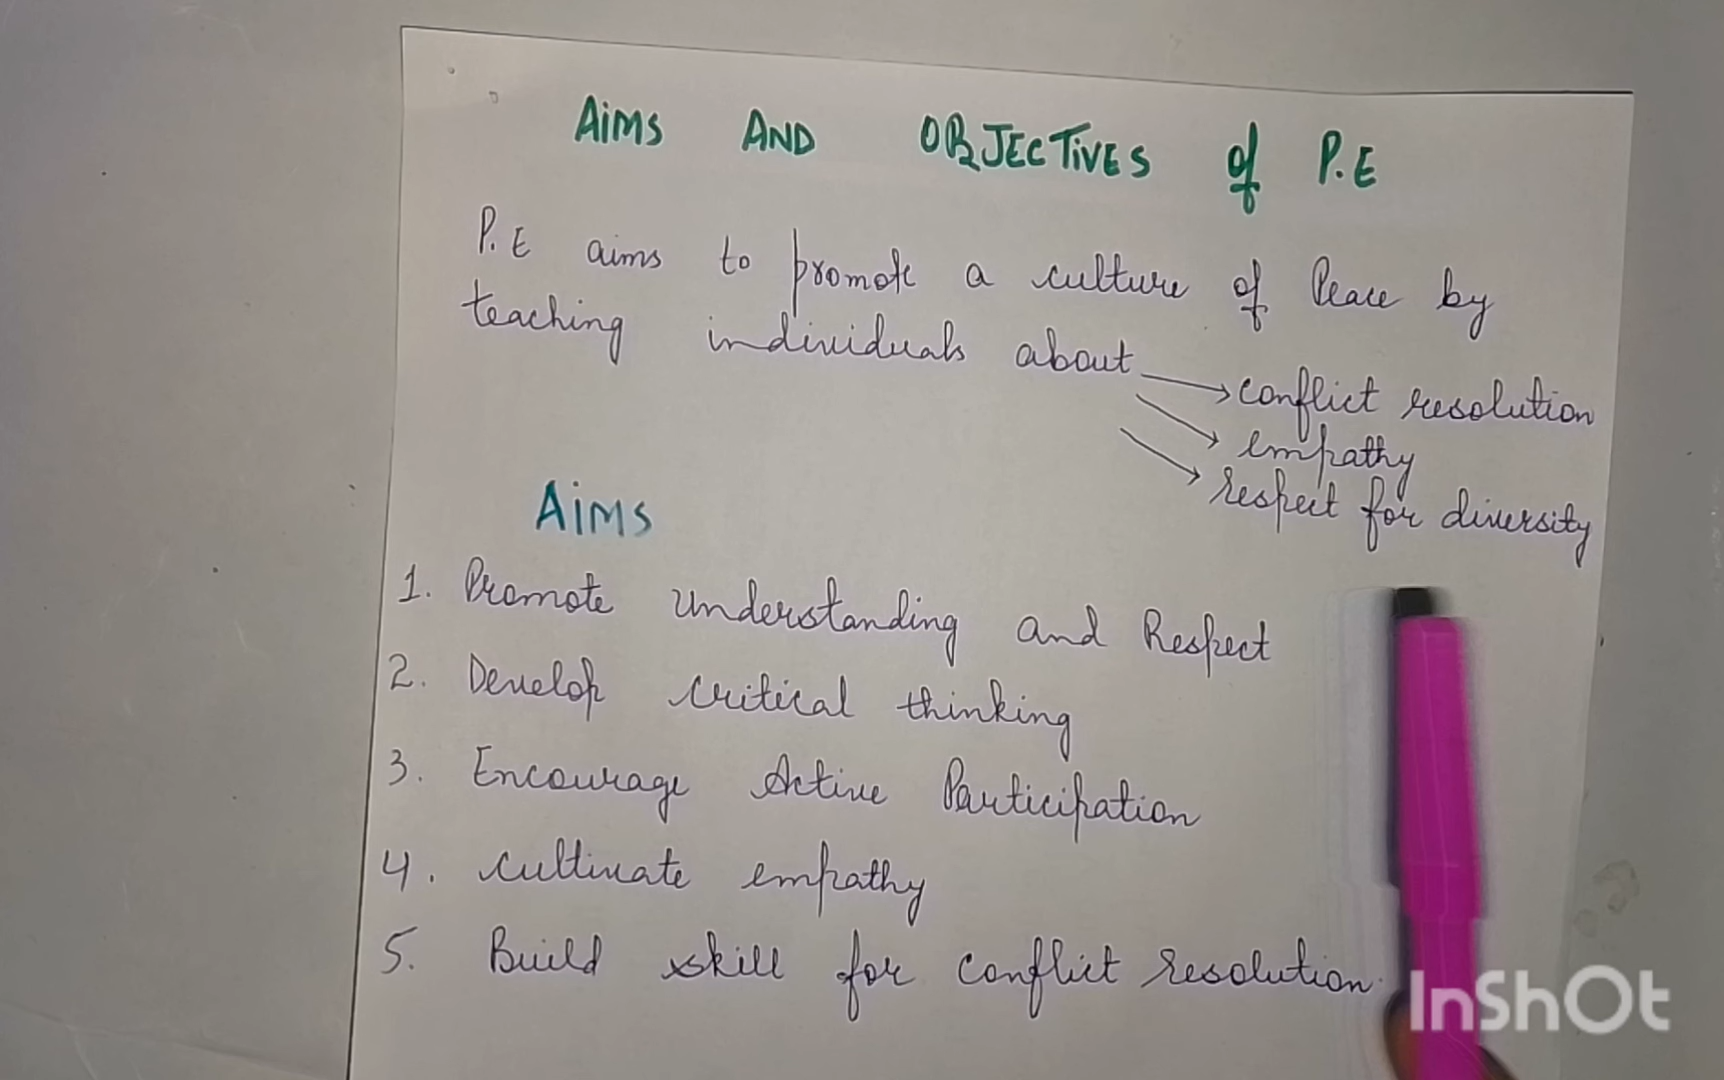 AiMS AND OBJECTiVES of P.E
P.E aims to promote a culture of Peace by
teaching individuals about → conflict resolution
→ empathy
→ respect for diversity
AiMS
1. Promote understanding and Respect
2. Develop critical thinking
3. Encourage Active Participation
4. cultivate empathy
5. Build skill for conflict resolution.
InShOt